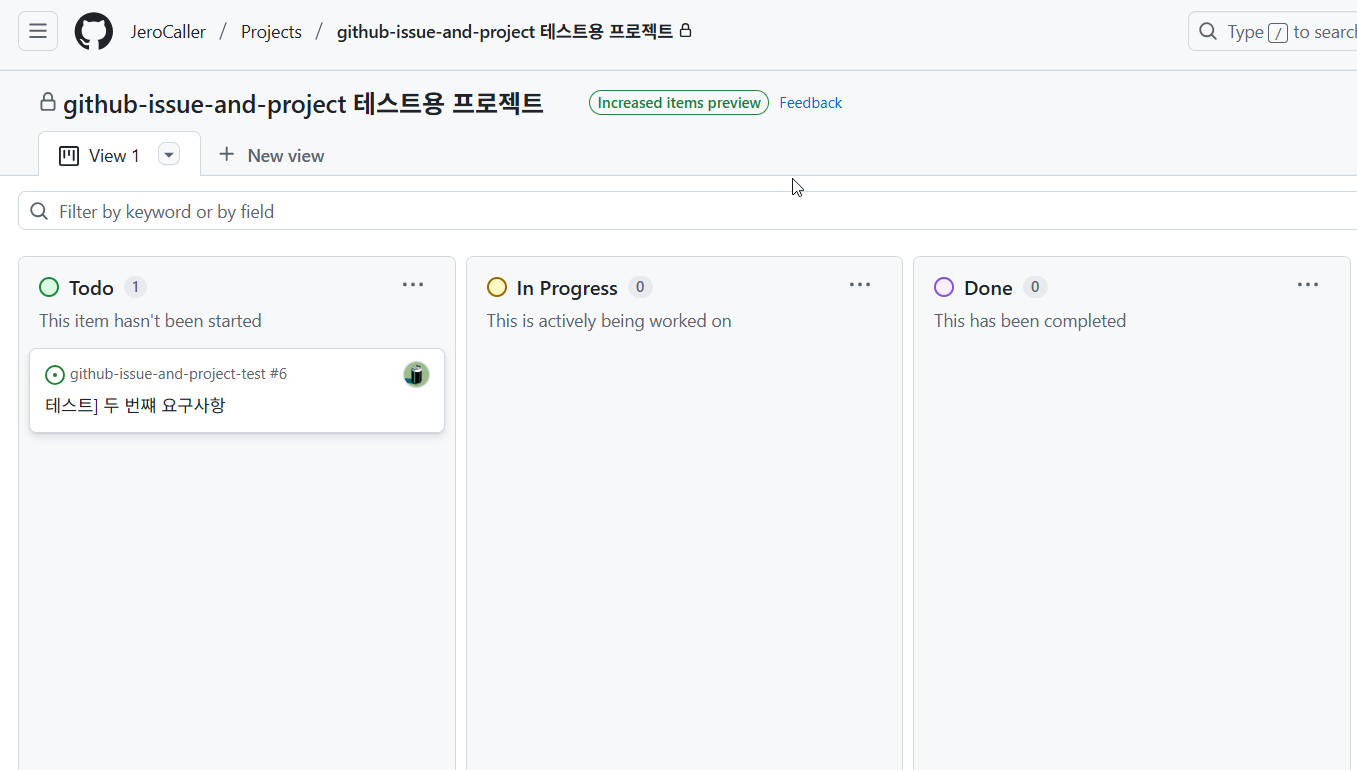 JeroCaller / Projects / github-issue-and-project 테스트용 프로젝트
Type / to search
github-issue-and-project 테스트용 프로젝트 Increased items preview Feedback
View 1 New view
Filter by keyword or by field
Todo 1
This item hasn't been started
github-issue-and-project-test #6
테스트] 두 번쨰 요구사항
In Progress 0
This is actively being worked on
Done 0
This has been completed